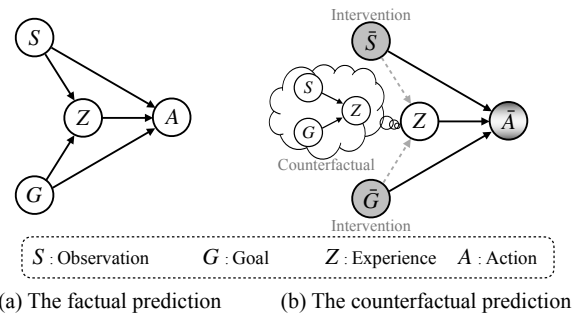 Intervention
S
S̄
S
Z
A
Z
G
Z
Ā
Counterfactual
G
Ḡ
Intervention
S : Observation G : Goal Z : Experience A : Action
(a) The factual prediction (b) The counterfactual prediction